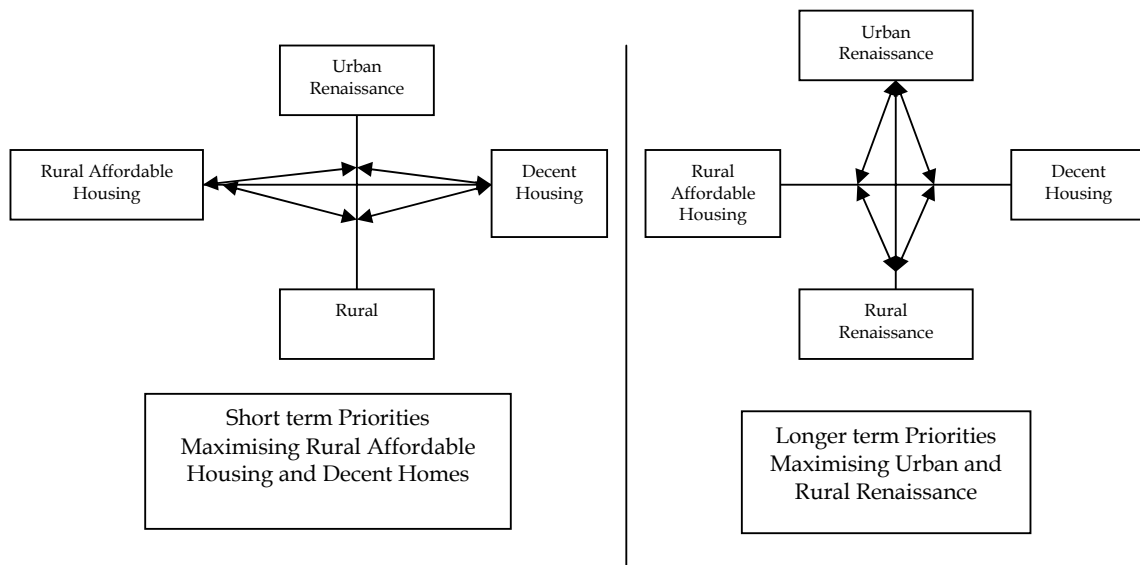 Urban
Renaissance
Rural Affordable
Housing
Decent
Housing
Rural
Short term Priorities
Maximising Rural Affordable
Housing and Decent Homes
Urban
Renaissance
Rural
Affordable
Housing
Decent
Housing
Rural
Renaissance
Longer term Priorities
Maximising Urban and
Rural Renaissance